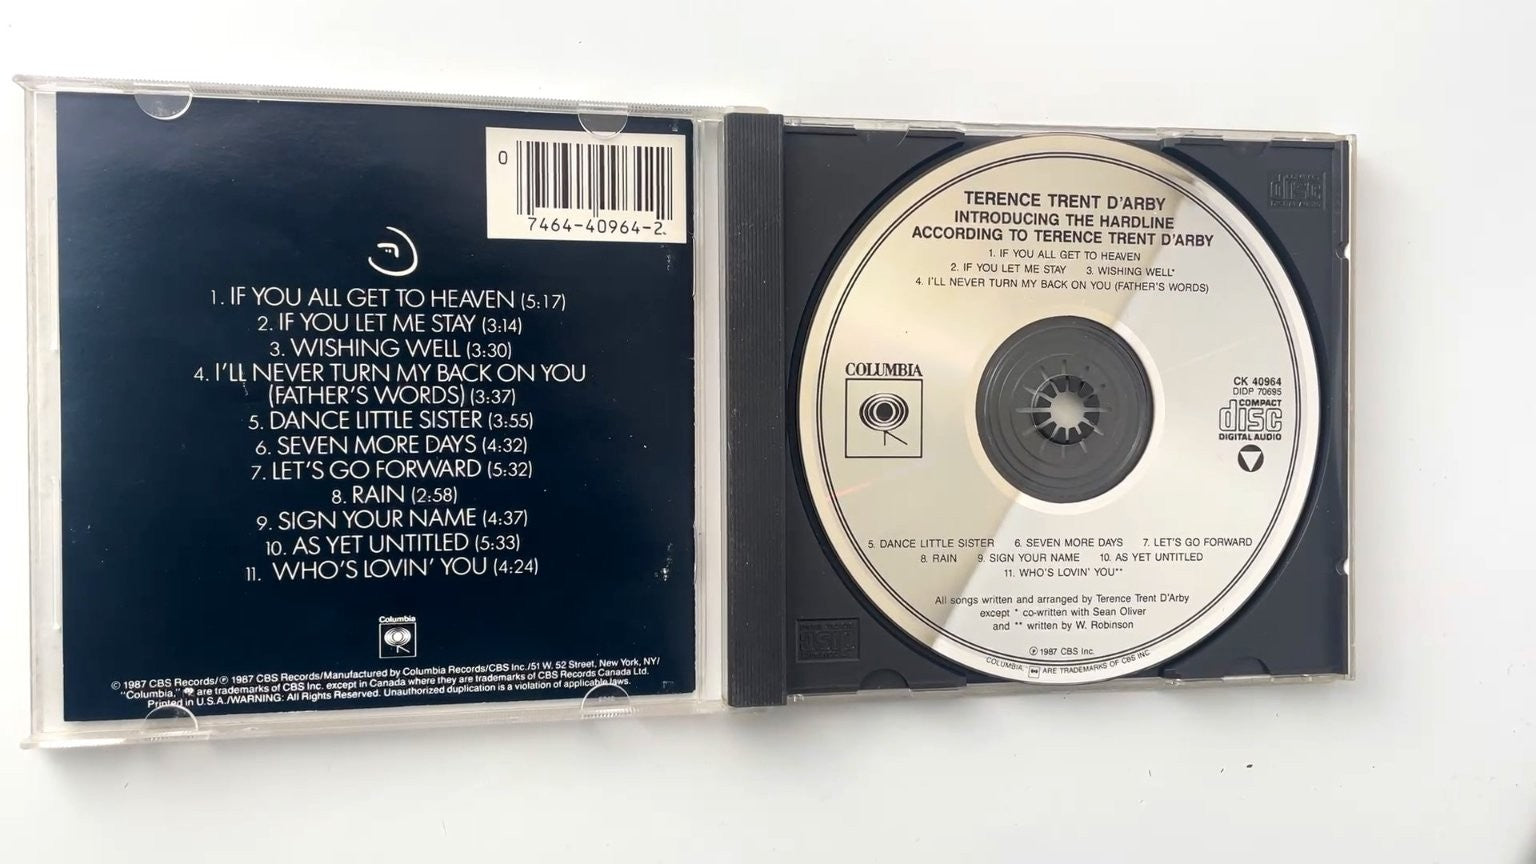 0
7464-40964-2
1. IF YOU ALL GET TO HEAVEN (5:17)
2. IF YOU LET ME STAY (3:14)
3. WISHING WELL (3:30)
4. I'LL NEVER TURN MY BACK ON YOU
(FATHER'S WORDS) (3:37)
5. DANCE LITTLE SISTER (3:55)
6. SEVEN MORE DAYS (4:32)
7. LET'S GO FORWARD (5:32)
8. RAIN (2:58)
9. SIGN YOUR NAME (4:37)
10. AS YET UNTITLED (5:33)
11. WHO'S LOVIN' YOU (4:24)
Columbia
© 1987 CBS Records/℗ 1987 CBS Records/Manufactured by Columbia Records/CBS Inc./51 W. 52 Street, New York, NY/
"Columbia," are trademarks of CBS Inc. except in Canada where they are trademarks of CBS Records Canada Ltd.
Printed in U.S.A./WARNING: All Rights Reserved. Unauthorized duplication is a violation of applicable laws.
TERENCE TRENT D'ARBY
INTRODUCING THE HARDLINE
ACCORDING TO TERENCE TRENT D'ARBY
1. IF YOU ALL GET TO HEAVEN
2. IF YOU LET ME STAY 3. WISHING WELL*
4. I'LL NEVER TURN MY BACK ON YOU (FATHER'S WORDS)
COLUMBIA
CK 40964
DIDP 70695
COMPACT
disc
DIGITAL AUDIO
5. DANCE LITTLE SISTER 6. SEVEN MORE DAYS 7. LET'S GO FORWARD
8. RAIN 9. SIGN YOUR NAME 10. AS YET UNTITLED
11. WHO'S LOVIN' YOU**
All songs written and arranged by Terence Trent D'Arby
except * co-written with Sean Oliver
and ** written by W. Robinson
℗ 1987 CBS Inc.
COLUMBIA, ARE TRADEMARKS OF CBS INC.
disc
disc